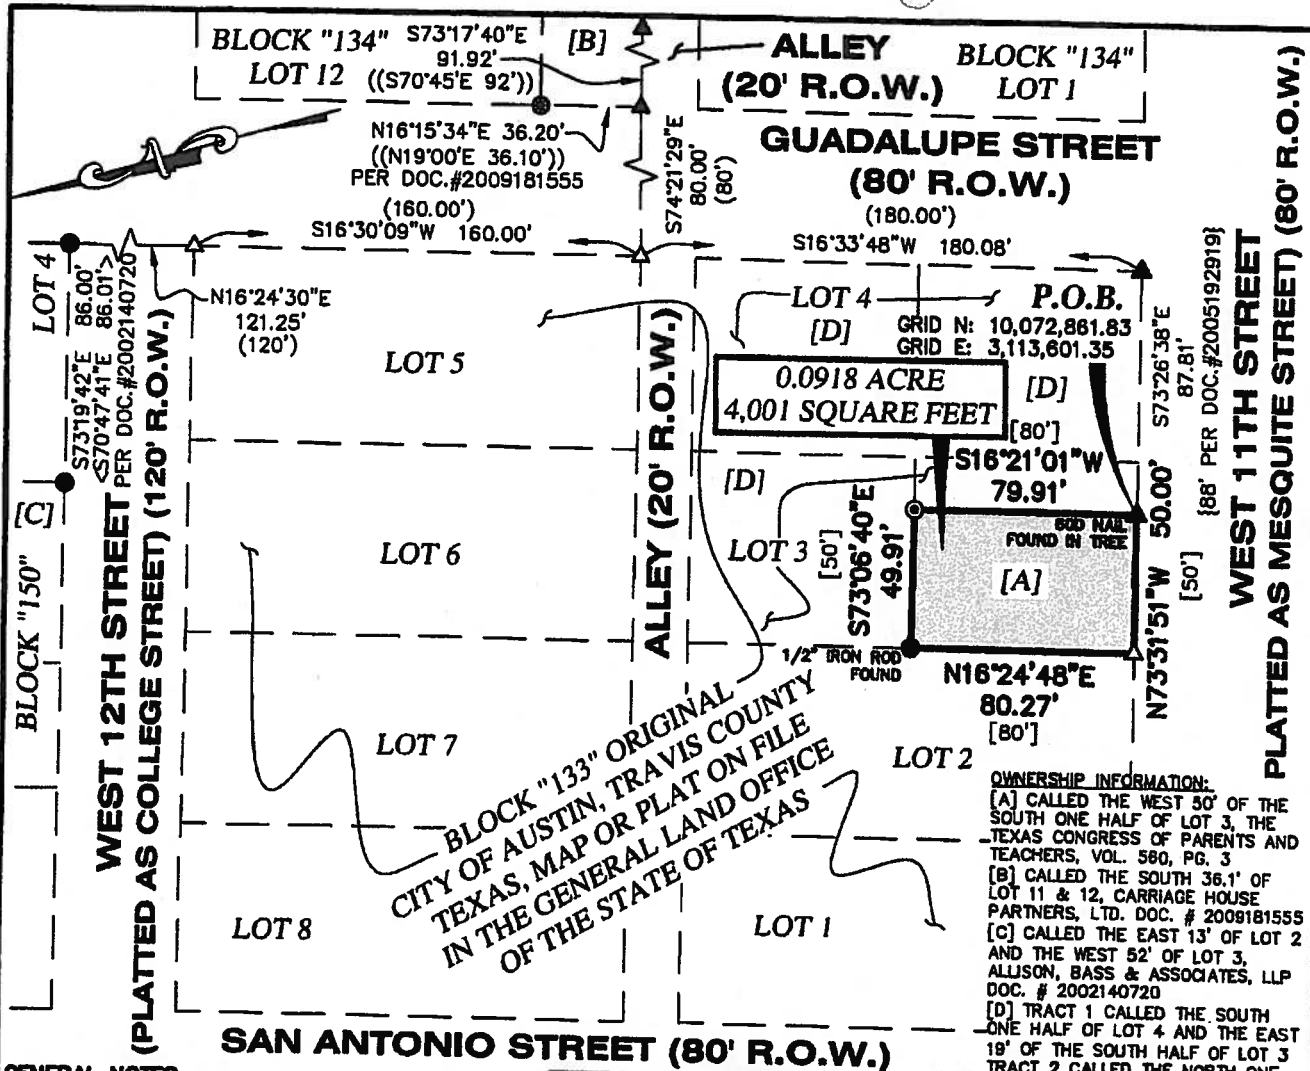 BLOCK "134"
LOT 12
S73°17'40"E
91.92'
((S70°45'E 92'))
[B]
ALLEY
(20' R.O.W.)
BLOCK "134"
LOT 1
N16°15'34"E 36.20'
((N19°00'E 36.10'))
PER DOC.#2009181555
S74°21'29"E
80.00'
(80')
GUADALUPE STREET
(80' R.O.W.)
(160.00')
S16°30'09"W 160.00'
(180.00')
S16°33'48"W 180.08'
LOT 4
S73°19'42"E 86.00'
<S70°47'41"E 86.01'>
PER DOC.#2002140720
N16°24'30"E
121.25'
(120')
LOT 5
LOT 4
[D]
P.O.B.
GRID N: 10,072,861.83
GRID E: 3,113,601.35
0.0918 ACRE
4,001 SQUARE FEET
[D]
[80']
S16°21'01"W
79.91'
S73°26'38"E
87.81'
{88' PER DOC.#2005192919}
WEST 11TH STREET
PLATTED AS MESQUITE STREET) (80' R.O.W.)
ALLEY (20' R.O.W.)
[D]
LOT 3
[50']
S73°06'40"E
49.91'
60D NAIL
FOUND IN TREE
[A]
N73°31'51"W 50.00'
[50']
[C]
BLOCK "150"
WEST 12TH STREET
(PLATTED AS COLLEGE STREET) (120' R.O.W.)
LOT 6
1/2" IRON ROD
FOUND
N16°24'48"E
80.27'
[80']
LOT 7
LOT 2
BLOCK "133" ORIGINAL
CITY OF AUSTIN, TRAVIS COUNTY
TEXAS, MAP OR PLAT ON FILE
IN THE GENERAL LAND OFFICE
OF THE STATE OF TEXAS
LOT 8
LOT 1
OWNERSHIP INFORMATION:
[A] CALLED THE WEST 50' OF THE
SOUTH ONE HALF OF LOT 3, THE
TEXAS CONGRESS OF PARENTS AND
TEACHERS, VOL. 560, PG. 3
[B] CALLED THE SOUTH 36.1' OF
LOT 11 & 12, CARRIAGE HOUSE
PARTNERS, LTD. DOC. # 2009181555
[C] CALLED THE EAST 13' OF LOT 2
AND THE WEST 52' OF LOT 3,
ALLISON, BASS & ASSOCIATES, LLP
DOC. # 2002140720
[D] TRACT 1 CALLED THE SOUTH
ONE HALF OF LOT 4 AND THE EAST
19' OF THE SOUTH HALF OF LOT 3
TRACT 2 CALLED THE NORTH ONE
SAN ANTONIO STREET (80' R.O.W.)
GENERAL NOTES